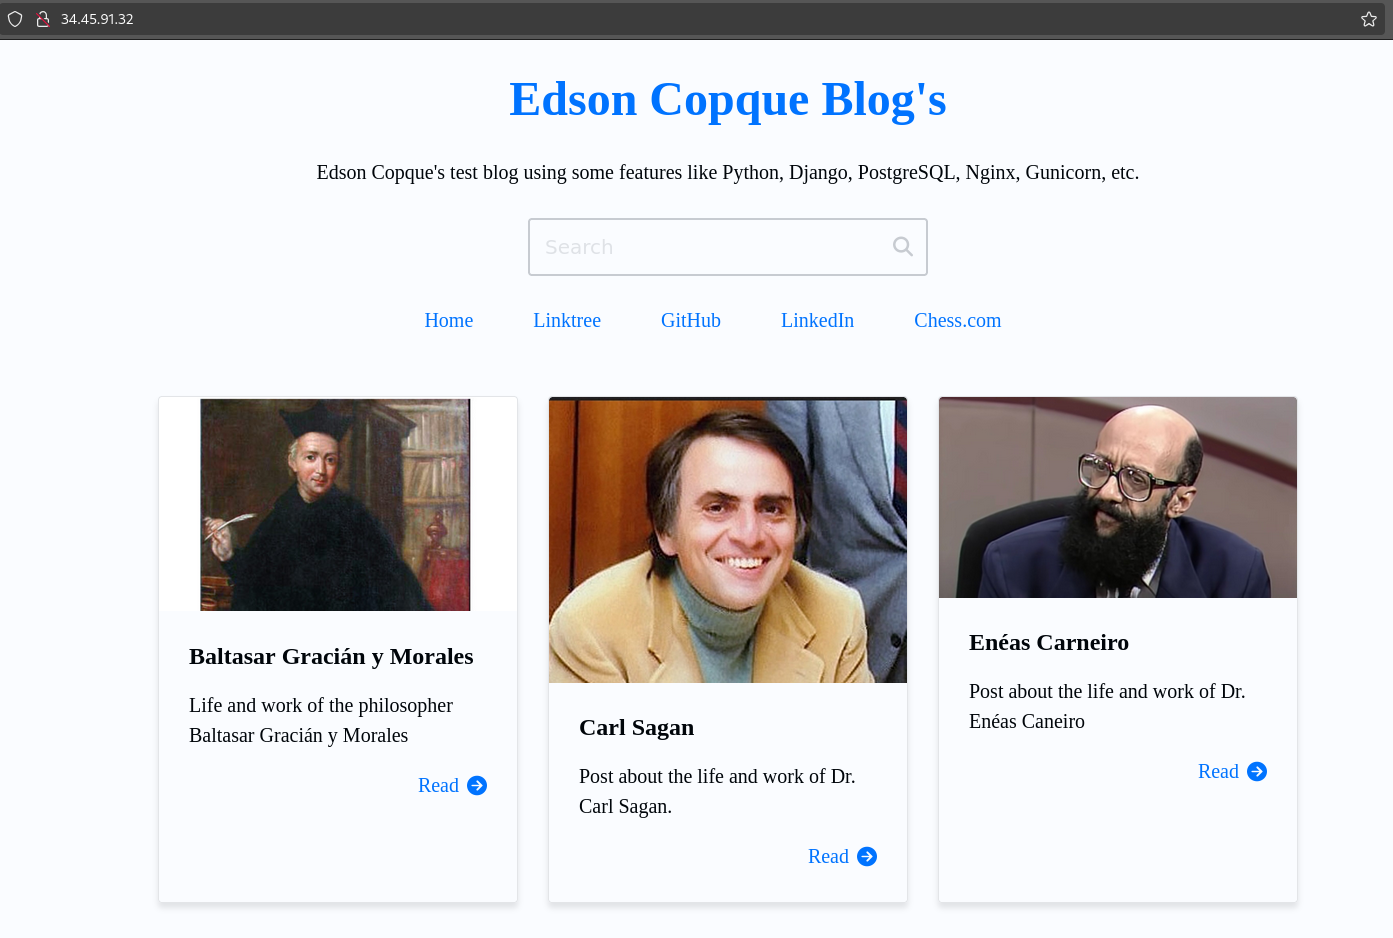 34.45.91.32
Edson Copque Blog's
Edson Copque's test blog using some features like Python, Django, PostgreSQL, Nginx, Gunicorn, etc.
Search
Home Linktree GitHub LinkedIn Chess.com
Baltasar Gracián y Morales
Life and work of the philosopher
Baltasar Gracián y Morales
Read
Carl Sagan
Post about the life and work of Dr.
Carl Sagan.
Read
Enéas Carneiro
Post about the life and work of Dr.
Enéas Caneiro
Read